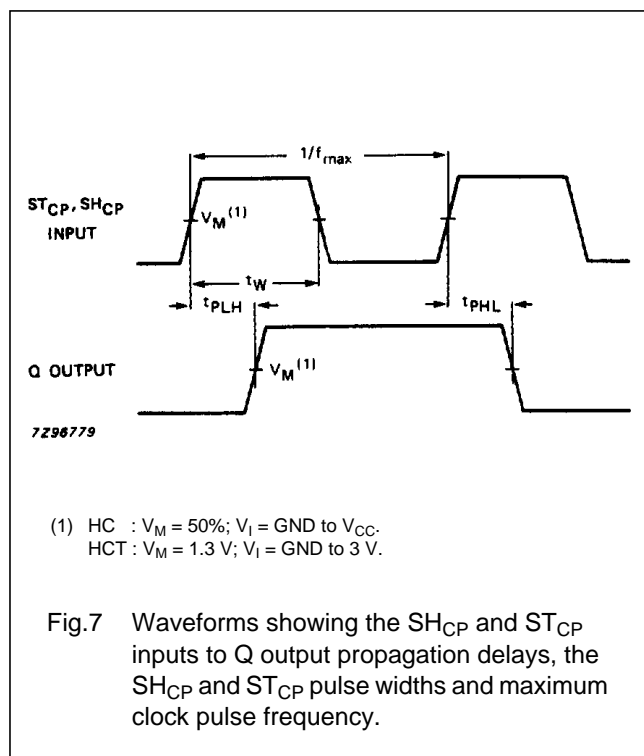 1/fmax
STCP, SHCP
INPUT
VM(1)
tW
tPLH
tPHL
Q OUTPUT
VM(1)
7Z96779
(1) HC : VM = 50%; VI = GND to VCC.
HCT : VM = 1.3 V; VI = GND to 3 V.
Fig.7 Waveforms showing the SHCP and STCP
inputs to Q output propagation delays, the
SHCP and STCP pulse widths and maximum
clock pulse frequency.